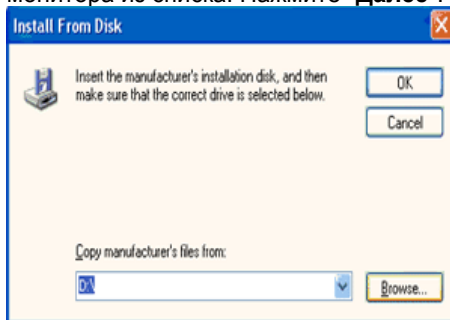 монитора из списка. Нажмите "Далее".
Install From Disk
Insert the manufacturer's installation disk, and then
make sure that the correct drive is selected below.
OK
Cancel
Copy manufacturer's files from:
D:\
Browse...